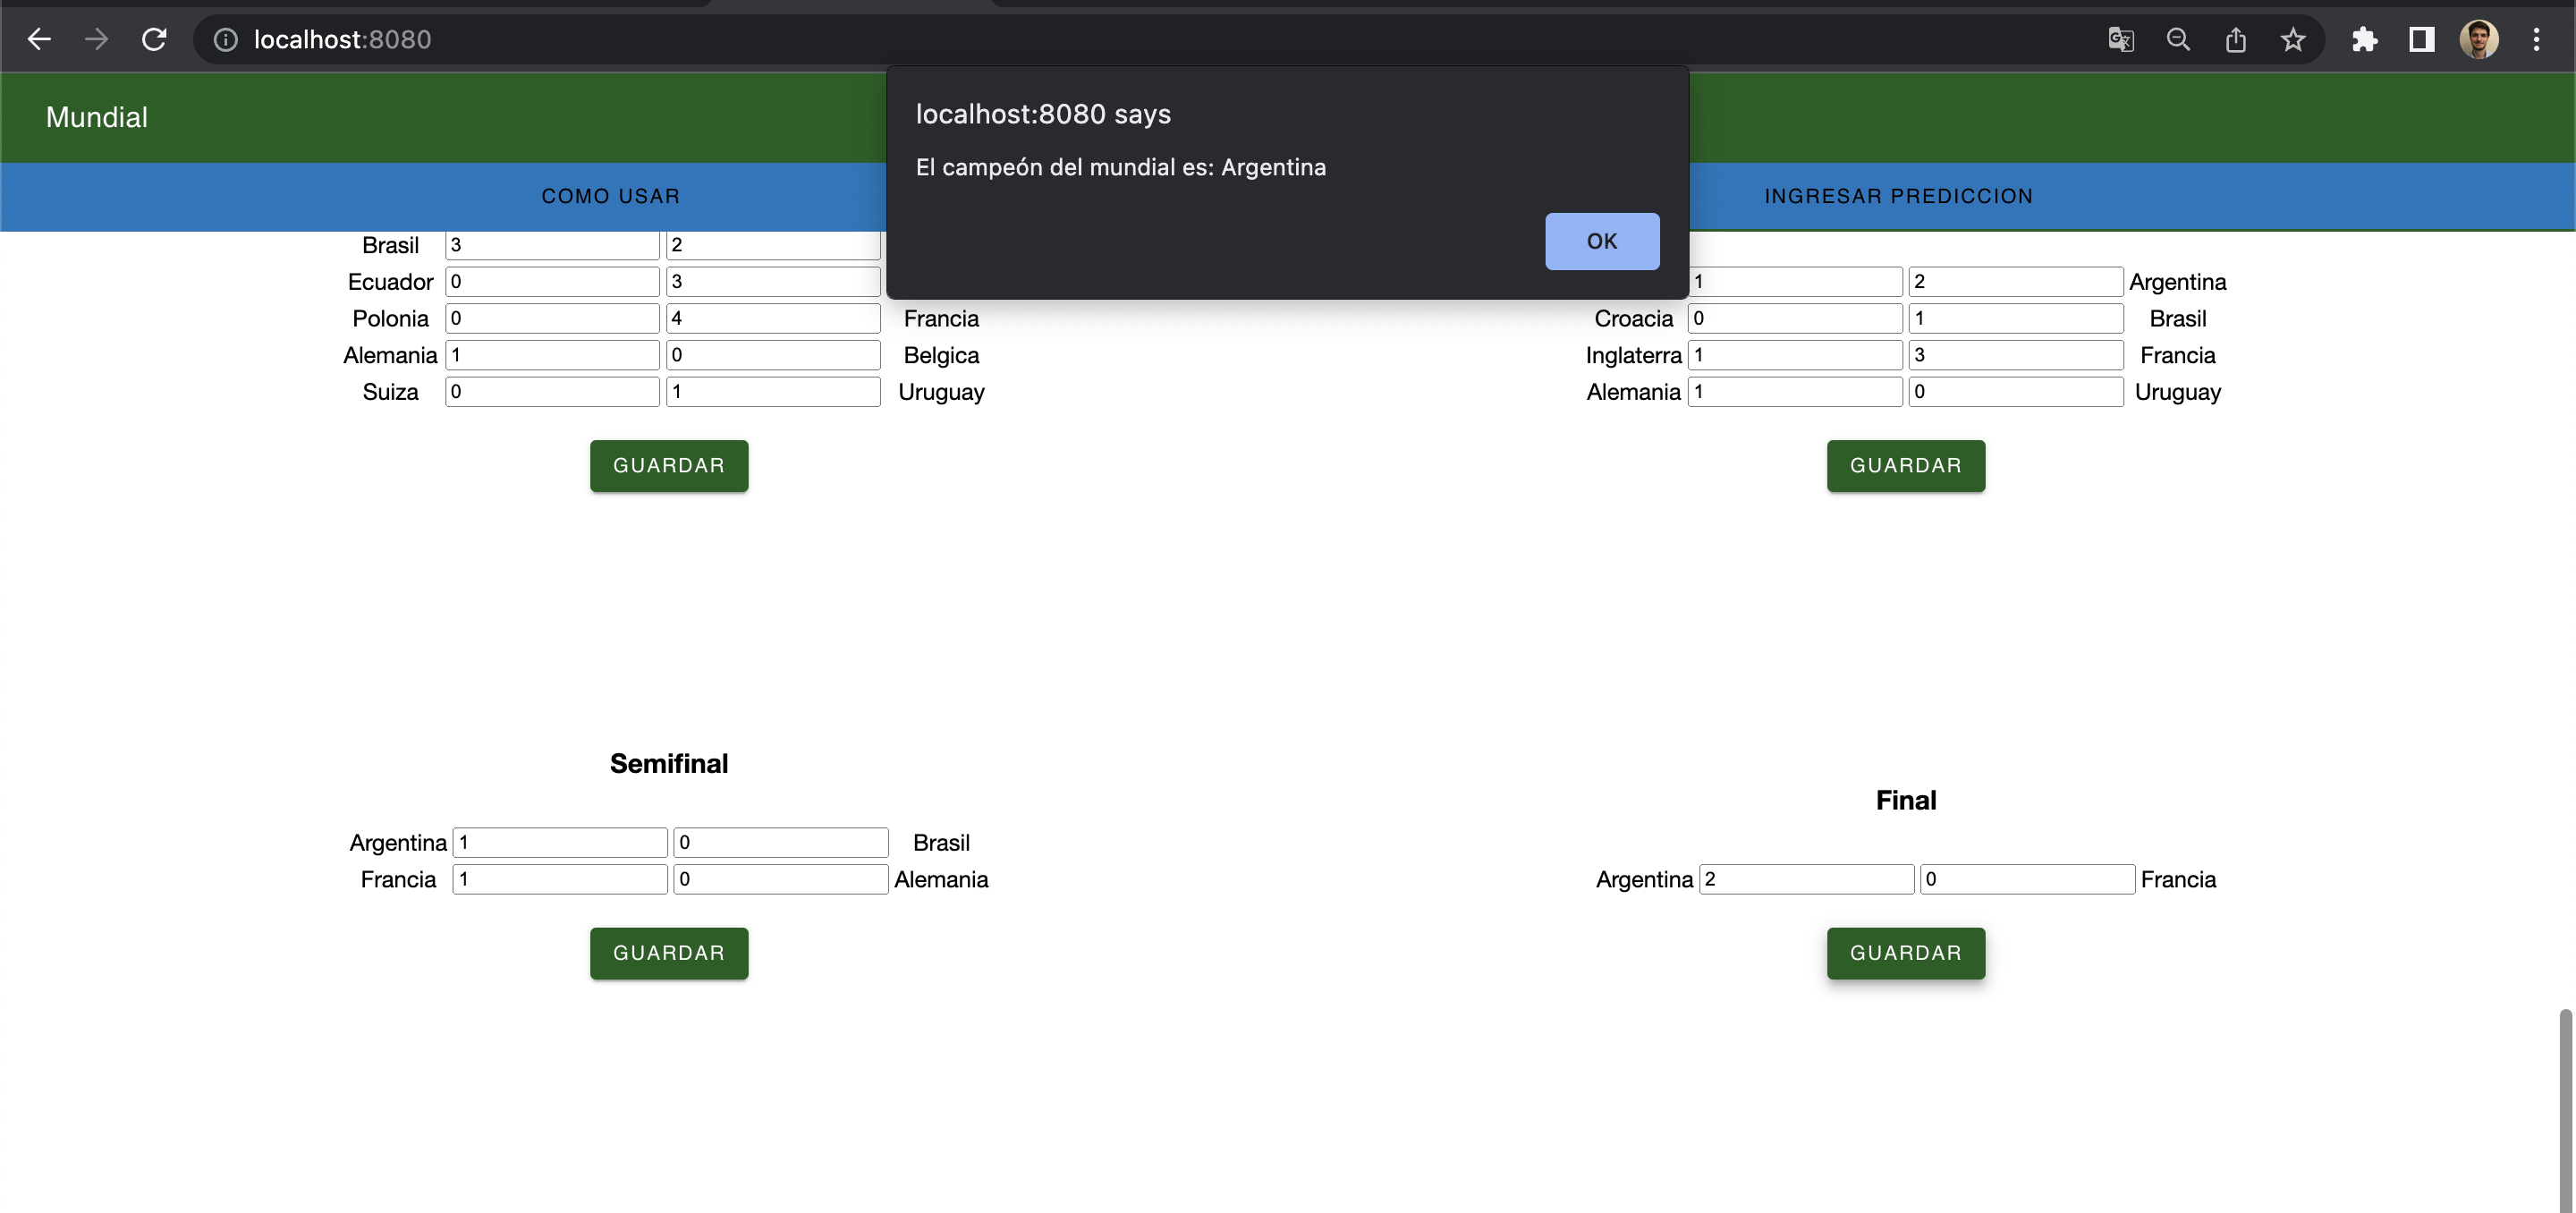 localhost:8080
Mundial
localhost:8080 says
El campeón del mundial es: Argentina
OK
COMO USAR
INGRESAR PREDICCION
Brasil 3 2
Ecuador 0 3
Polonia 0 4 Francia
Alemania 1 0 Belgica
Suiza 0 1 Uruguay
GUARDAR
1 2 Argentina
Croacia 0 1 Brasil
Inglaterra 1 3 Francia
Alemania 1 0 Uruguay
GUARDAR
Semifinal
Argentina 1 0 Brasil
Francia 1 0 Alemania
GUARDAR
Final
Argentina 2 0 Francia
GUARDAR